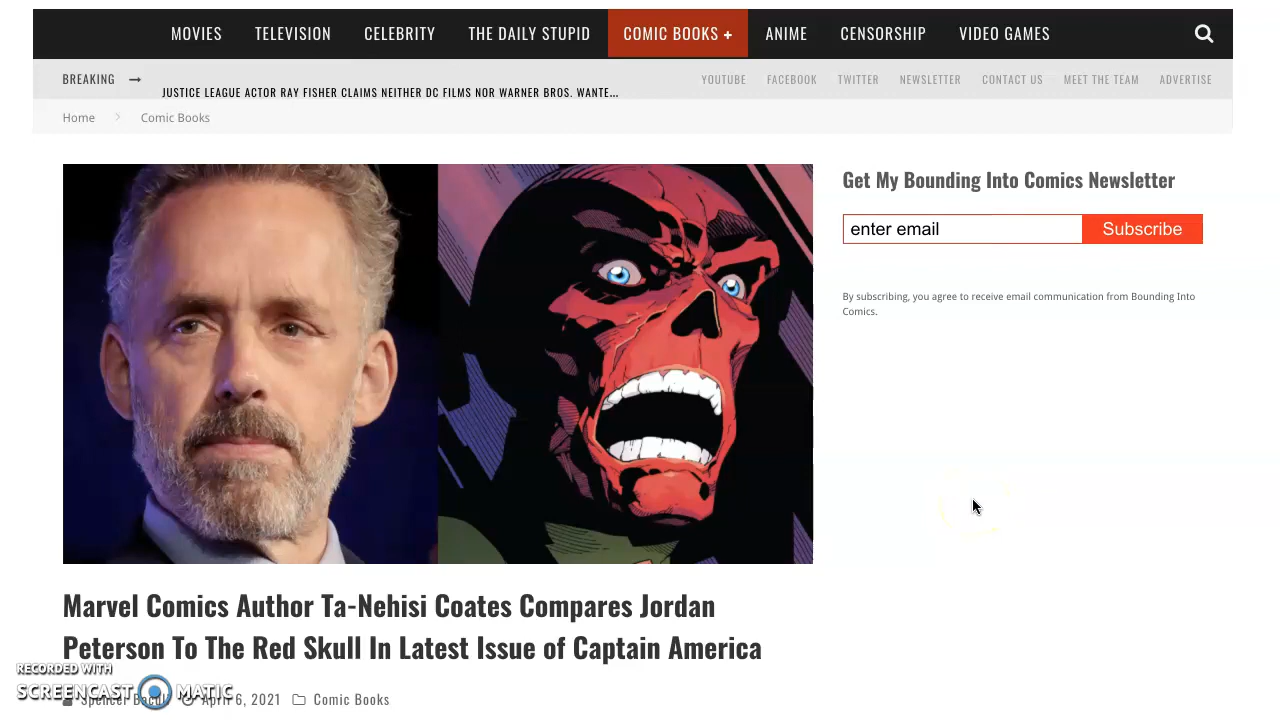 MOVIES TELEVISION CELEBRITY THE DAILY STUPID COMIC BOOKS + ANIME CENSORSHIP VIDEO GAMES
BREAKING YOUTUBE FACEBOOK TWITTER NEWSLETTER CONTACT US MEET THE TEAM ADVERTISE
JUSTICE LEAGUE ACTOR RAY FISHER CLAIMS NEITHER DC FILMS NOR WARNER BROS. WANTE...
Home Comic Books
Get My Bounding Into Comics Newsletter
enter email Subscribe
By subscribing, you agree to receive email communication from Bounding Into
Comics.
Marvel Comics Author Ta-Nehisi Coates Compares Jordan
Peterson To The Red Skull In Latest Issue of Captain America
RECORDED WITH
SCREENCAST MATIC
Spencer April 6, 2021 Comic Books